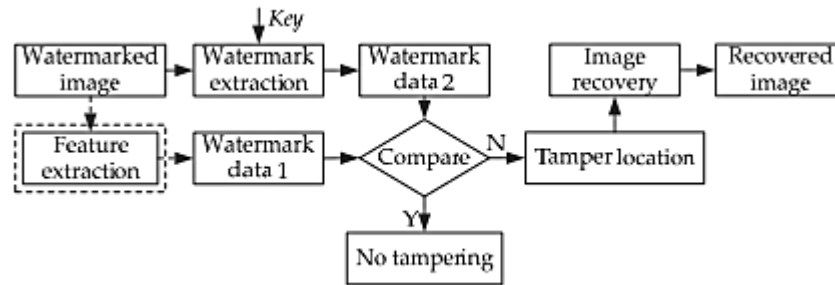 Key
Watermarked
image
Watermark
extraction
Watermark
data 2
Image
recovery
Recovered
image
Feature
extraction
Watermark
data 1
Compare
N
Tamper location
Y
No tampering